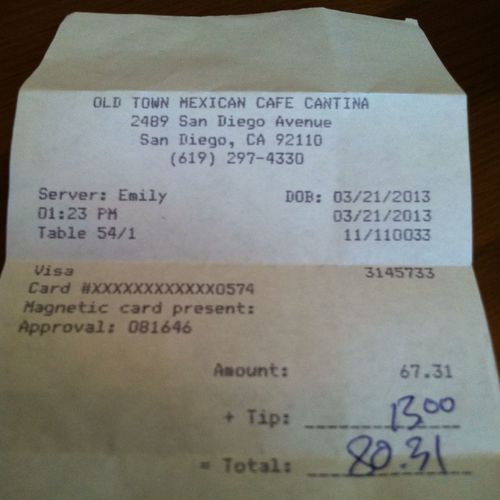 OLD TOWN MEXICAN CAFE CANTINA
2489 San Diego Avenue
San Diego, CA 92110
(619) 297-4330
Server: Emily DOB: 03/21/2013
01:23 PM 03/21/2013
Table 54/1 11/110033
Visa 3145733
Card #XXXXXXXXXXXX0574
Magnetic card present:
Approval: 081646
Amount: 67.31
+ Tip: 13.00
= Total: 80.31